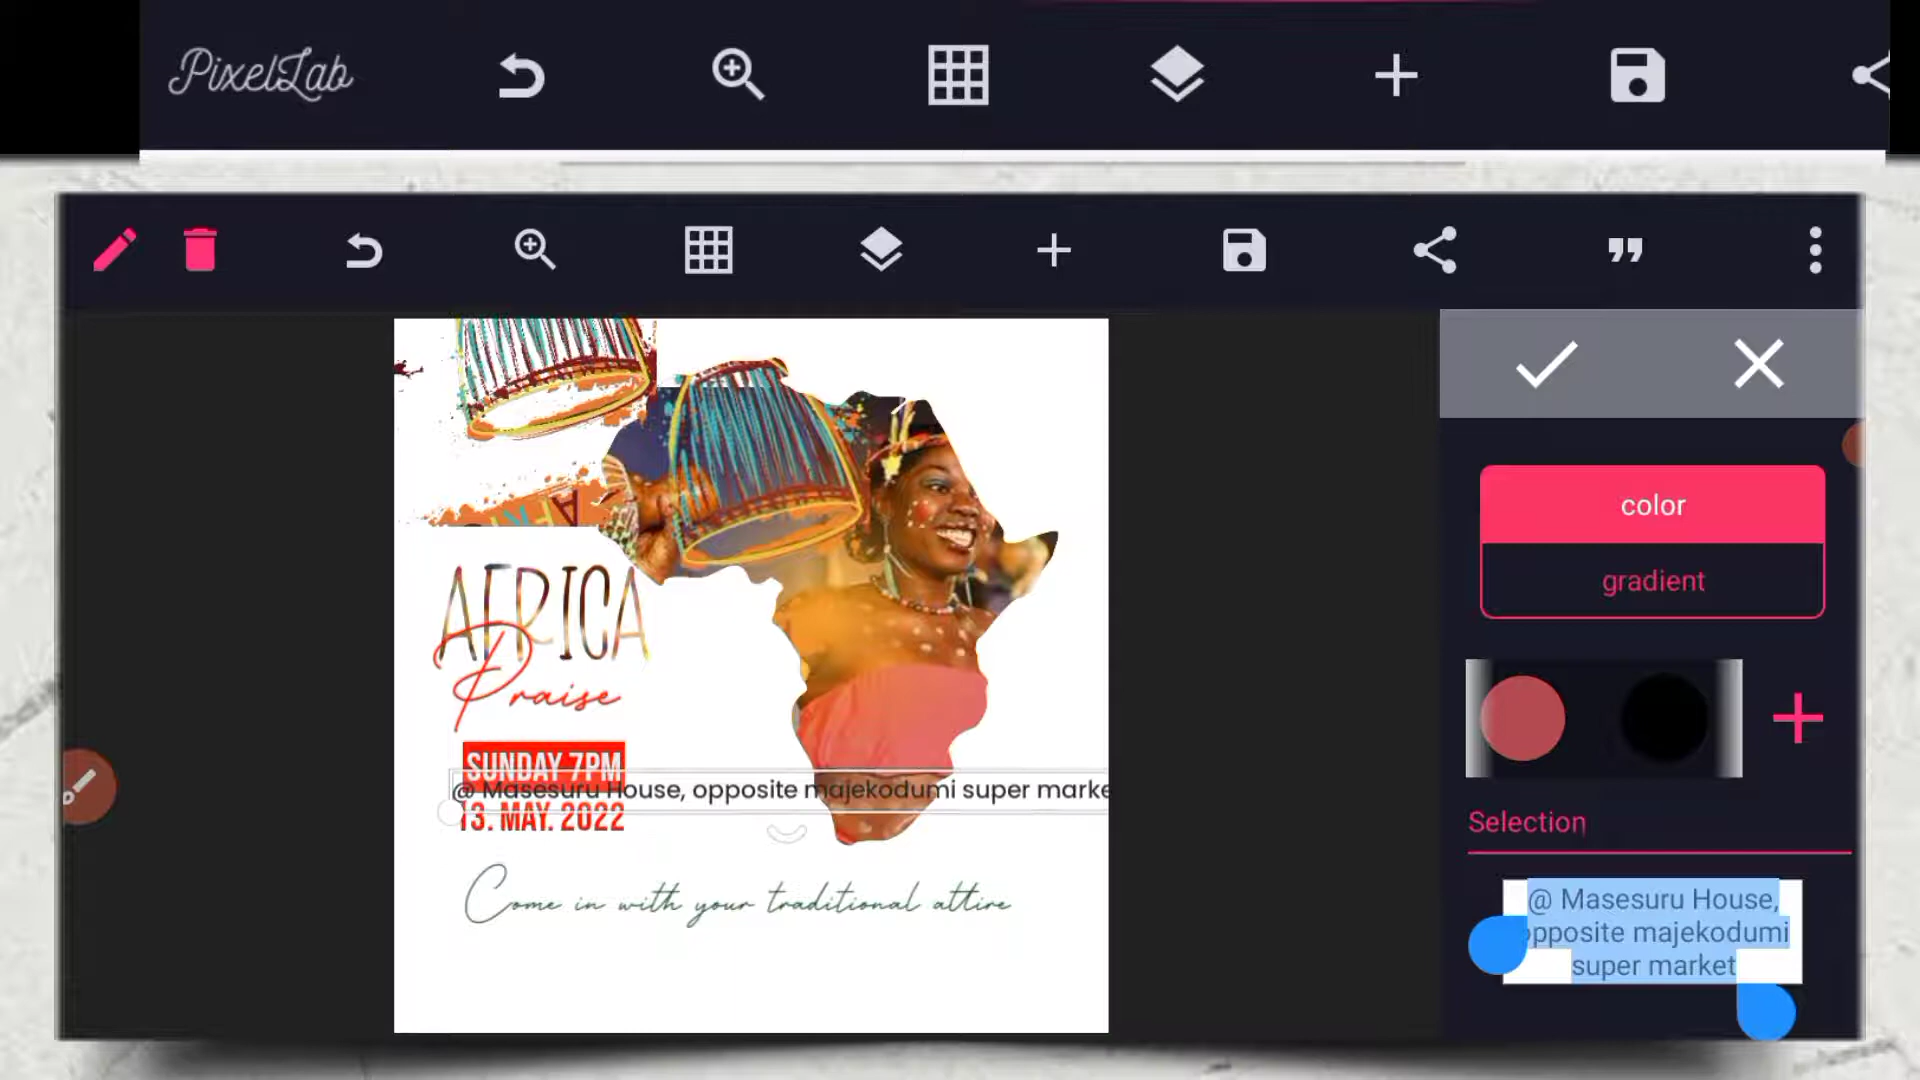 PixelLab
color
gradient
AFRICA
Praise
SUNDAY 7PM
@ Masesuru House, opposite majekodumi super marke
13. MAY. 2022
Come in with your traditional attire
Selection
@ Masesuru House,
opposite majekodumi
super market